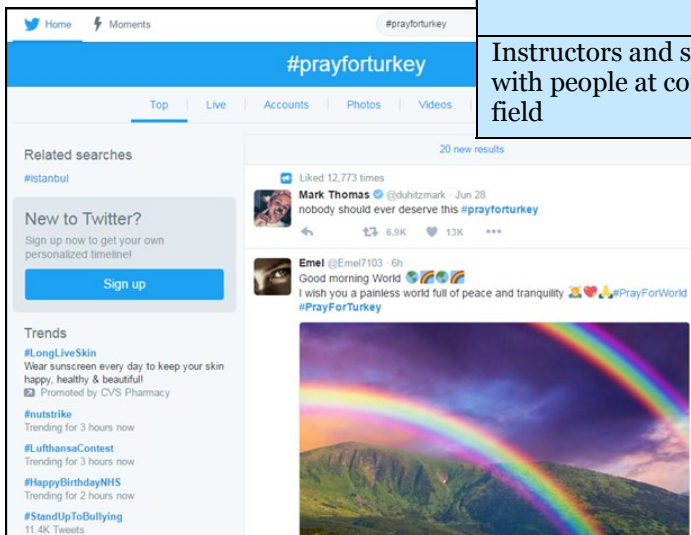 Home
Moments
#prayforturkey
#prayforturkey
Instructors and s
with people at co
field
Top
Live
Accounts
Photos
Videos
Related searches
#istanbul
New to Twitter?
Sign up now to get your own
personalized timeline!
Sign up
Trends
#LongLiveSkin
Wear sunscreen every day to keep your skin
happy, healthy & beautiful!
Promoted by CVS Pharmacy
#nutstrike
Trending for 3 hours now
#LufthansaContest
Trending for 3 hours now
#HappyBirthdayNHS
Trending for 2 hours now
#StandUpToBullying
11.4K Tweets
20 new results
Liked 12,773 times
Mark Thomas @duhitzmark · Jun 28
nobody should ever deserve this #prayforturkey
6.9K 13K
Emel @Emel7103 · 6h
Good morning World
I wish you a painless world full of peace and tranquility #PrayForWorld
#PrayForTurkey